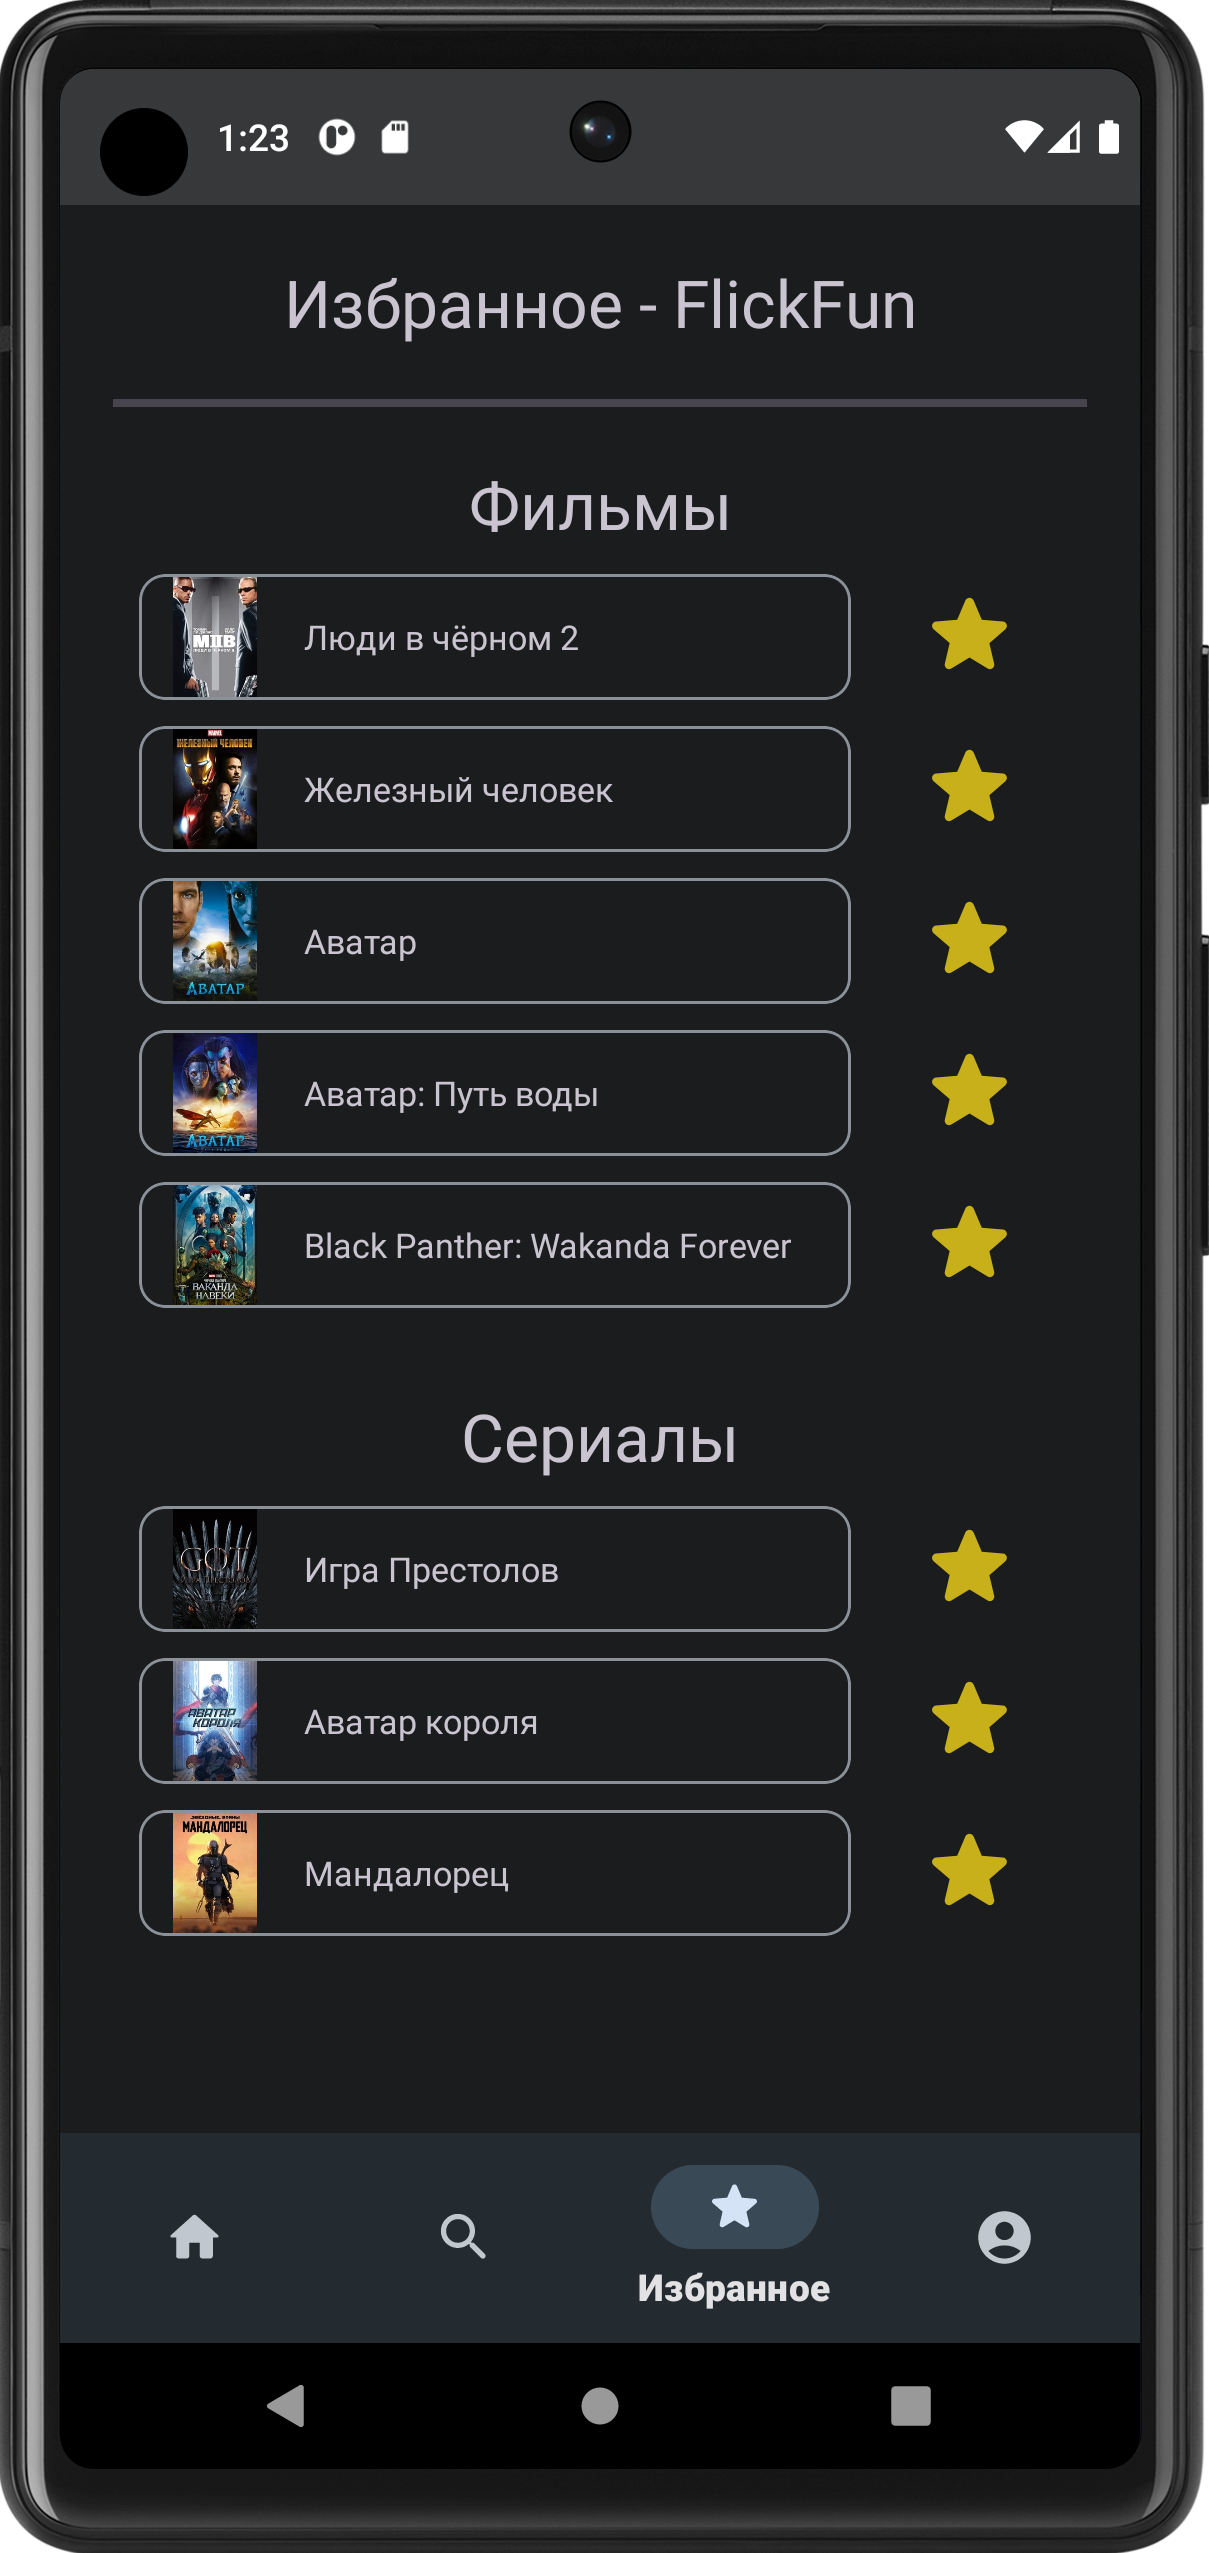 1:23
Избранное - FlickFun
Фильмы
MIIB
Люди в чёрном 2
MARVEL
ЖЕЛЕЗНЫЙ ЧЕЛОВЕК
Железный человек
АВАТАР
Аватар
АВАТАР
Аватар: Путь воды
ВАКАНДА
НАВЕКИ
Black Panther: Wakanda Forever
Сериалы
GOT
Игра Престолов
АВАТАР
КОРОЛЯ
Аватар короля
МАНДАЛОРЕЦ
Мандалорец
Избранное